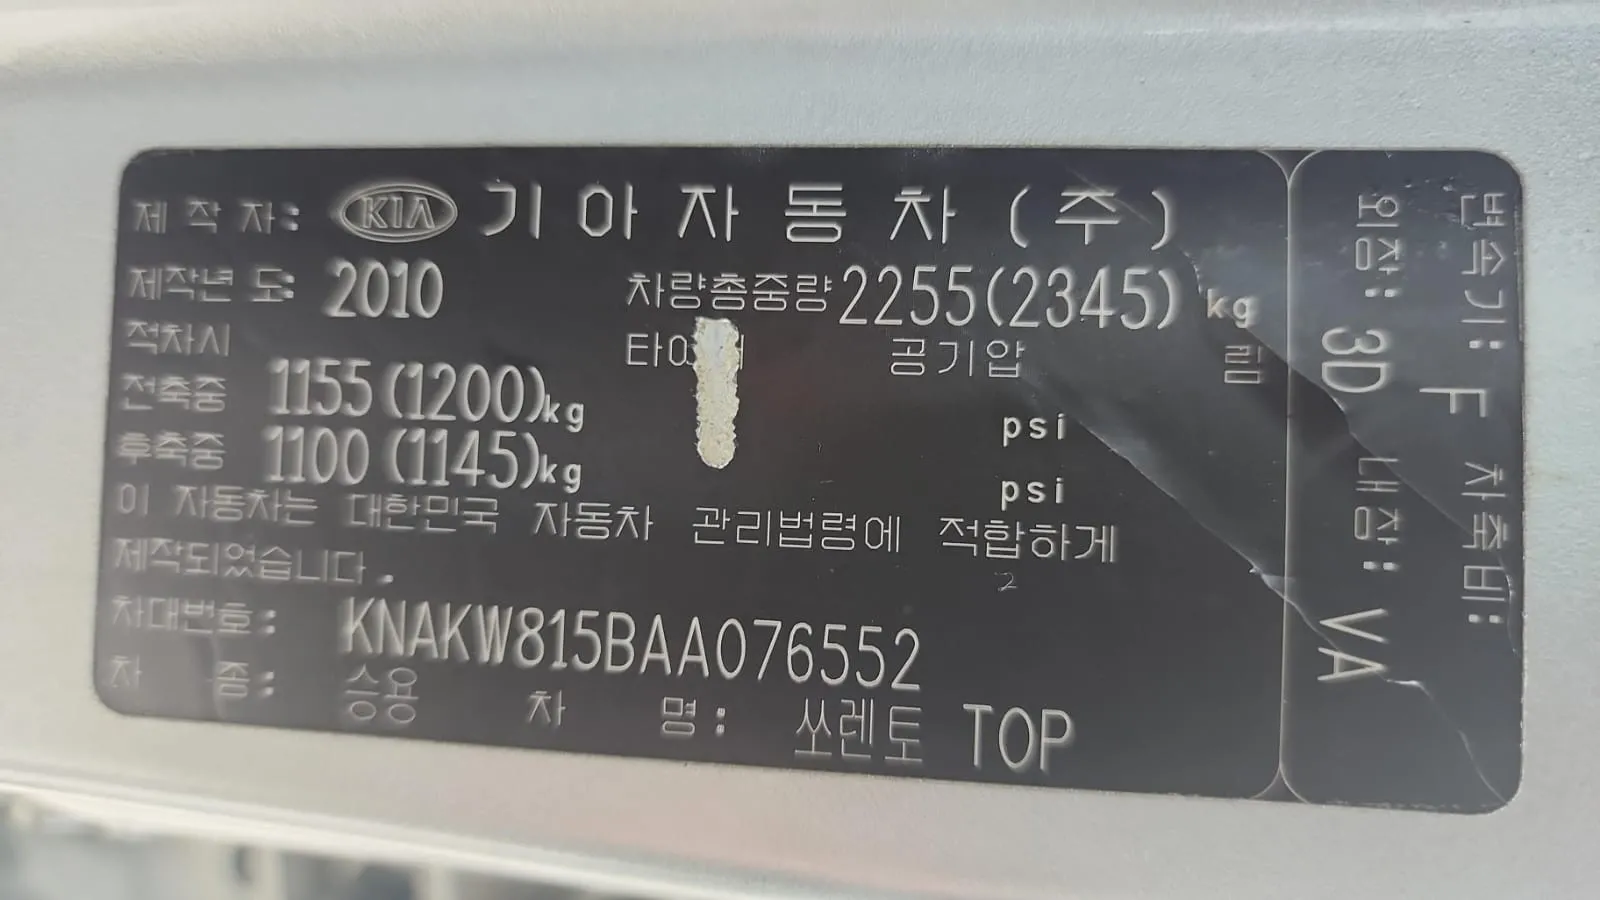 제 작 자: KIA 기 아 자 동 차 (주)
제작년 도: 2010 차량총중량 2255(2345) kg
적차시 공기압 림
전축중 1155(1200)kg psi
후축중 1100(1145)kg psi
이 자동차는 대한민국 자동차 관리법령에 적합하게
제작되었습니다.
차대번호: KNAKW815BAA076552
차 종: 승용 차 명: 쏘렌토 TOP
변속기: F 차축비:
외장: 3D 내장: VA